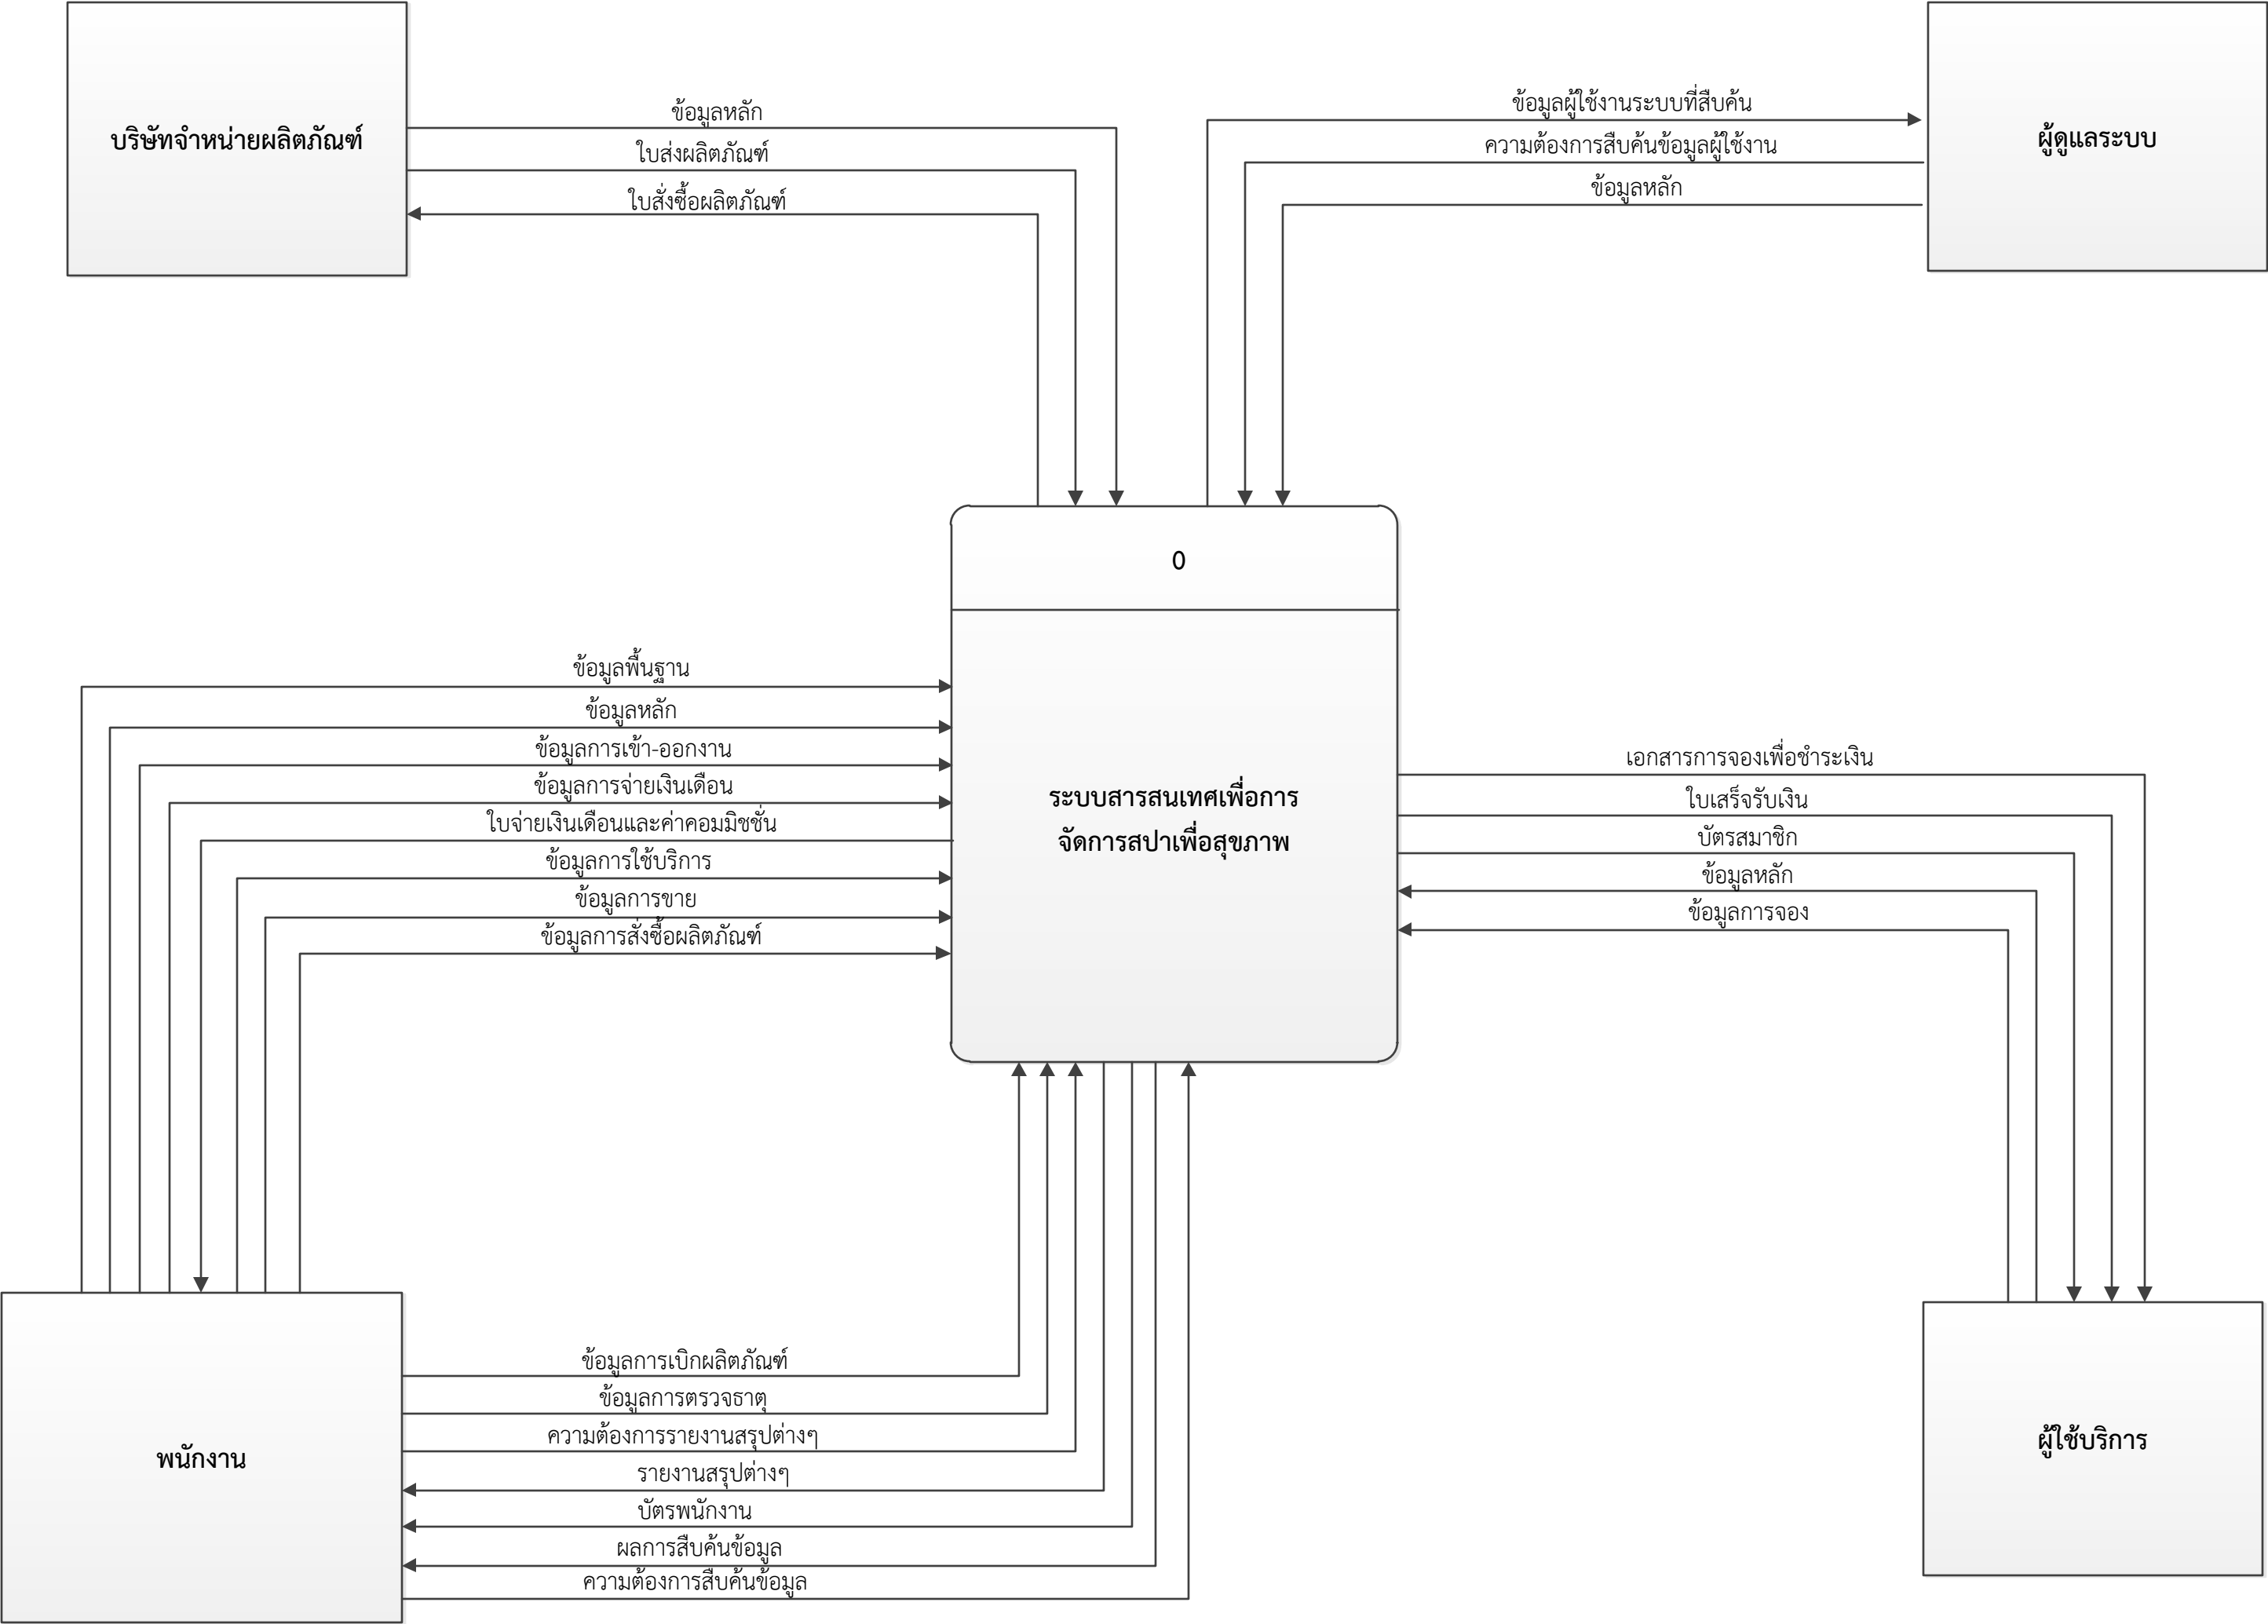 บริษัทจำหน่ายผลิตภัณฑ์
ข้อมูลหลัก
ใบส่งผลิตภัณฑ์
ใบสั่งซื้อผลิตภัณฑ์
ข้อมูลผู้ใช้งานระบบที่สืบค้น
ความต้องการสืบค้นข้อมูลผู้ใช้งาน
ข้อมูลหลัก
ผู้ดูแลระบบ
0
ระบบสารสนเทศเพื่อการ
จัดการสปาเพื่อสุขภาพ
ข้อมูลพื้นฐาน
ข้อมูลหลัก
ข้อมูลการเข้า-ออกงาน
ข้อมูลการจ่ายเงินเดือน
ใบจ่ายเงินเดือนและค่าคอมมิชชั่น
ข้อมูลการใช้บริการ
ข้อมูลการขาย
ข้อมูลการสั่งซื้อผลิตภัณฑ์
เอกสารการจองเพื่อชำระเงิน
ใบเสร็จรับเงิน
บัตรสมาชิก
ข้อมูลหลัก
ข้อมูลการจอง
พนักงาน
ข้อมูลการเบิกผลิตภัณฑ์
ข้อมูลการตรวจธาตุ
ความต้องการรายงานสรุปต่างๆ
รายงานสรุปต่างๆ
บัตรพนักงาน
ผลการสืบค้นข้อมูล
ความต้องการสืบค้นข้อมูล
ผู้ใช้บริการ